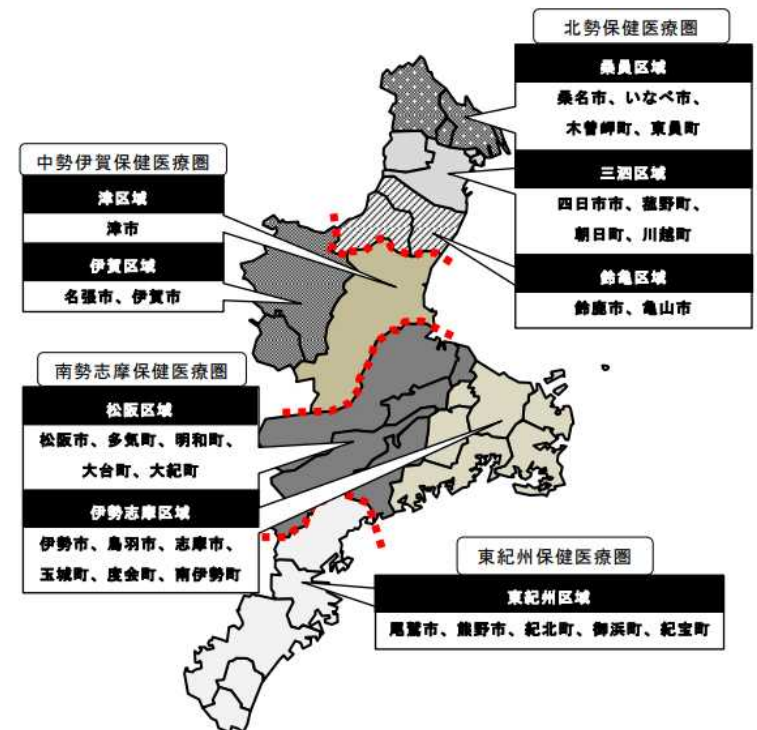 北勢保健医療圏
桑員区域
桑名市、いなべ市、
木曽岬町、東員町
三泗区域
四日市市、菰野町、
朝日町、川越町
鈴亀区域
鈴鹿市、亀山市
中勢伊賀保健医療圏
津区域
津市
伊賀区域
名張市、伊賀市
南勢志摩保健医療圏
松阪区域
松阪市、多気町、明和町、
大台町、大紀町
伊勢志摩区域
伊勢市、鳥羽市、志摩市、
玉城町、度会町、南伊勢町
東紀州保健医療圏
東紀州区域
尾鷲市、熊野市、紀北町、御浜町、紀宝町